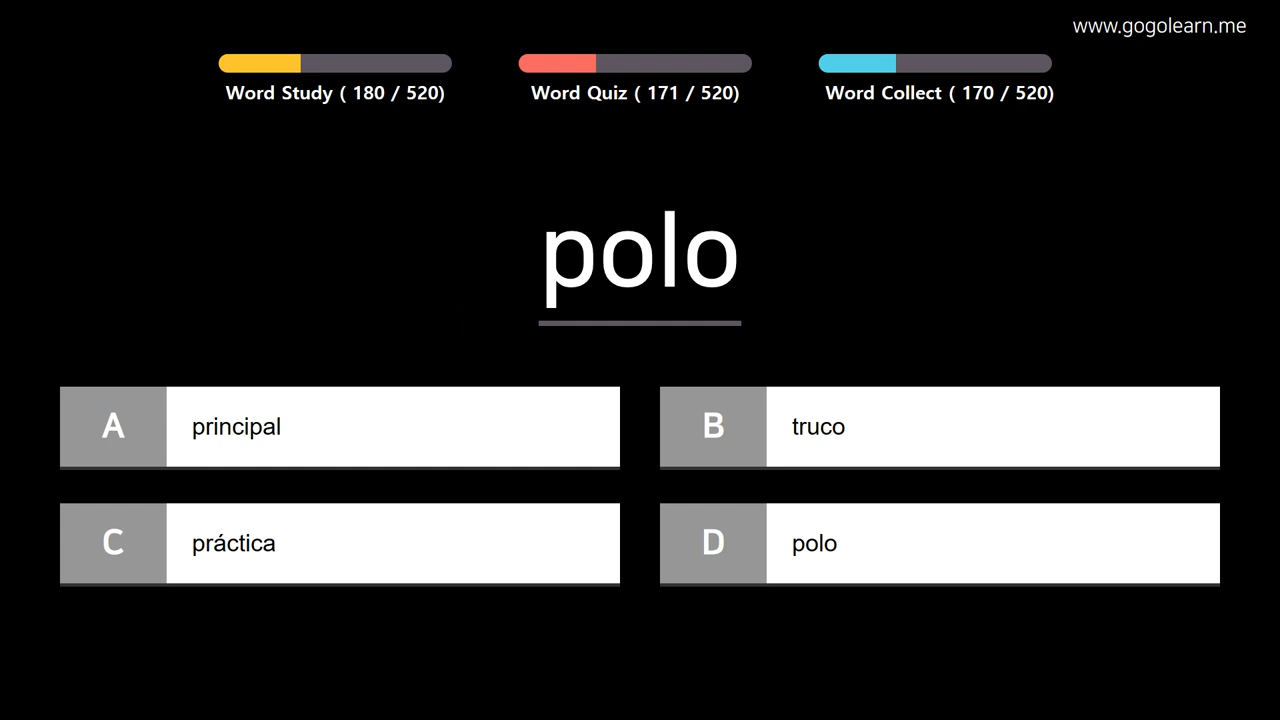 www.gogolearn.me
Word Study ( 180 / 520)
Word Quiz ( 171 / 520)
Word Collect ( 170 / 520)
polo
A principal
B truco
C práctica
D polo